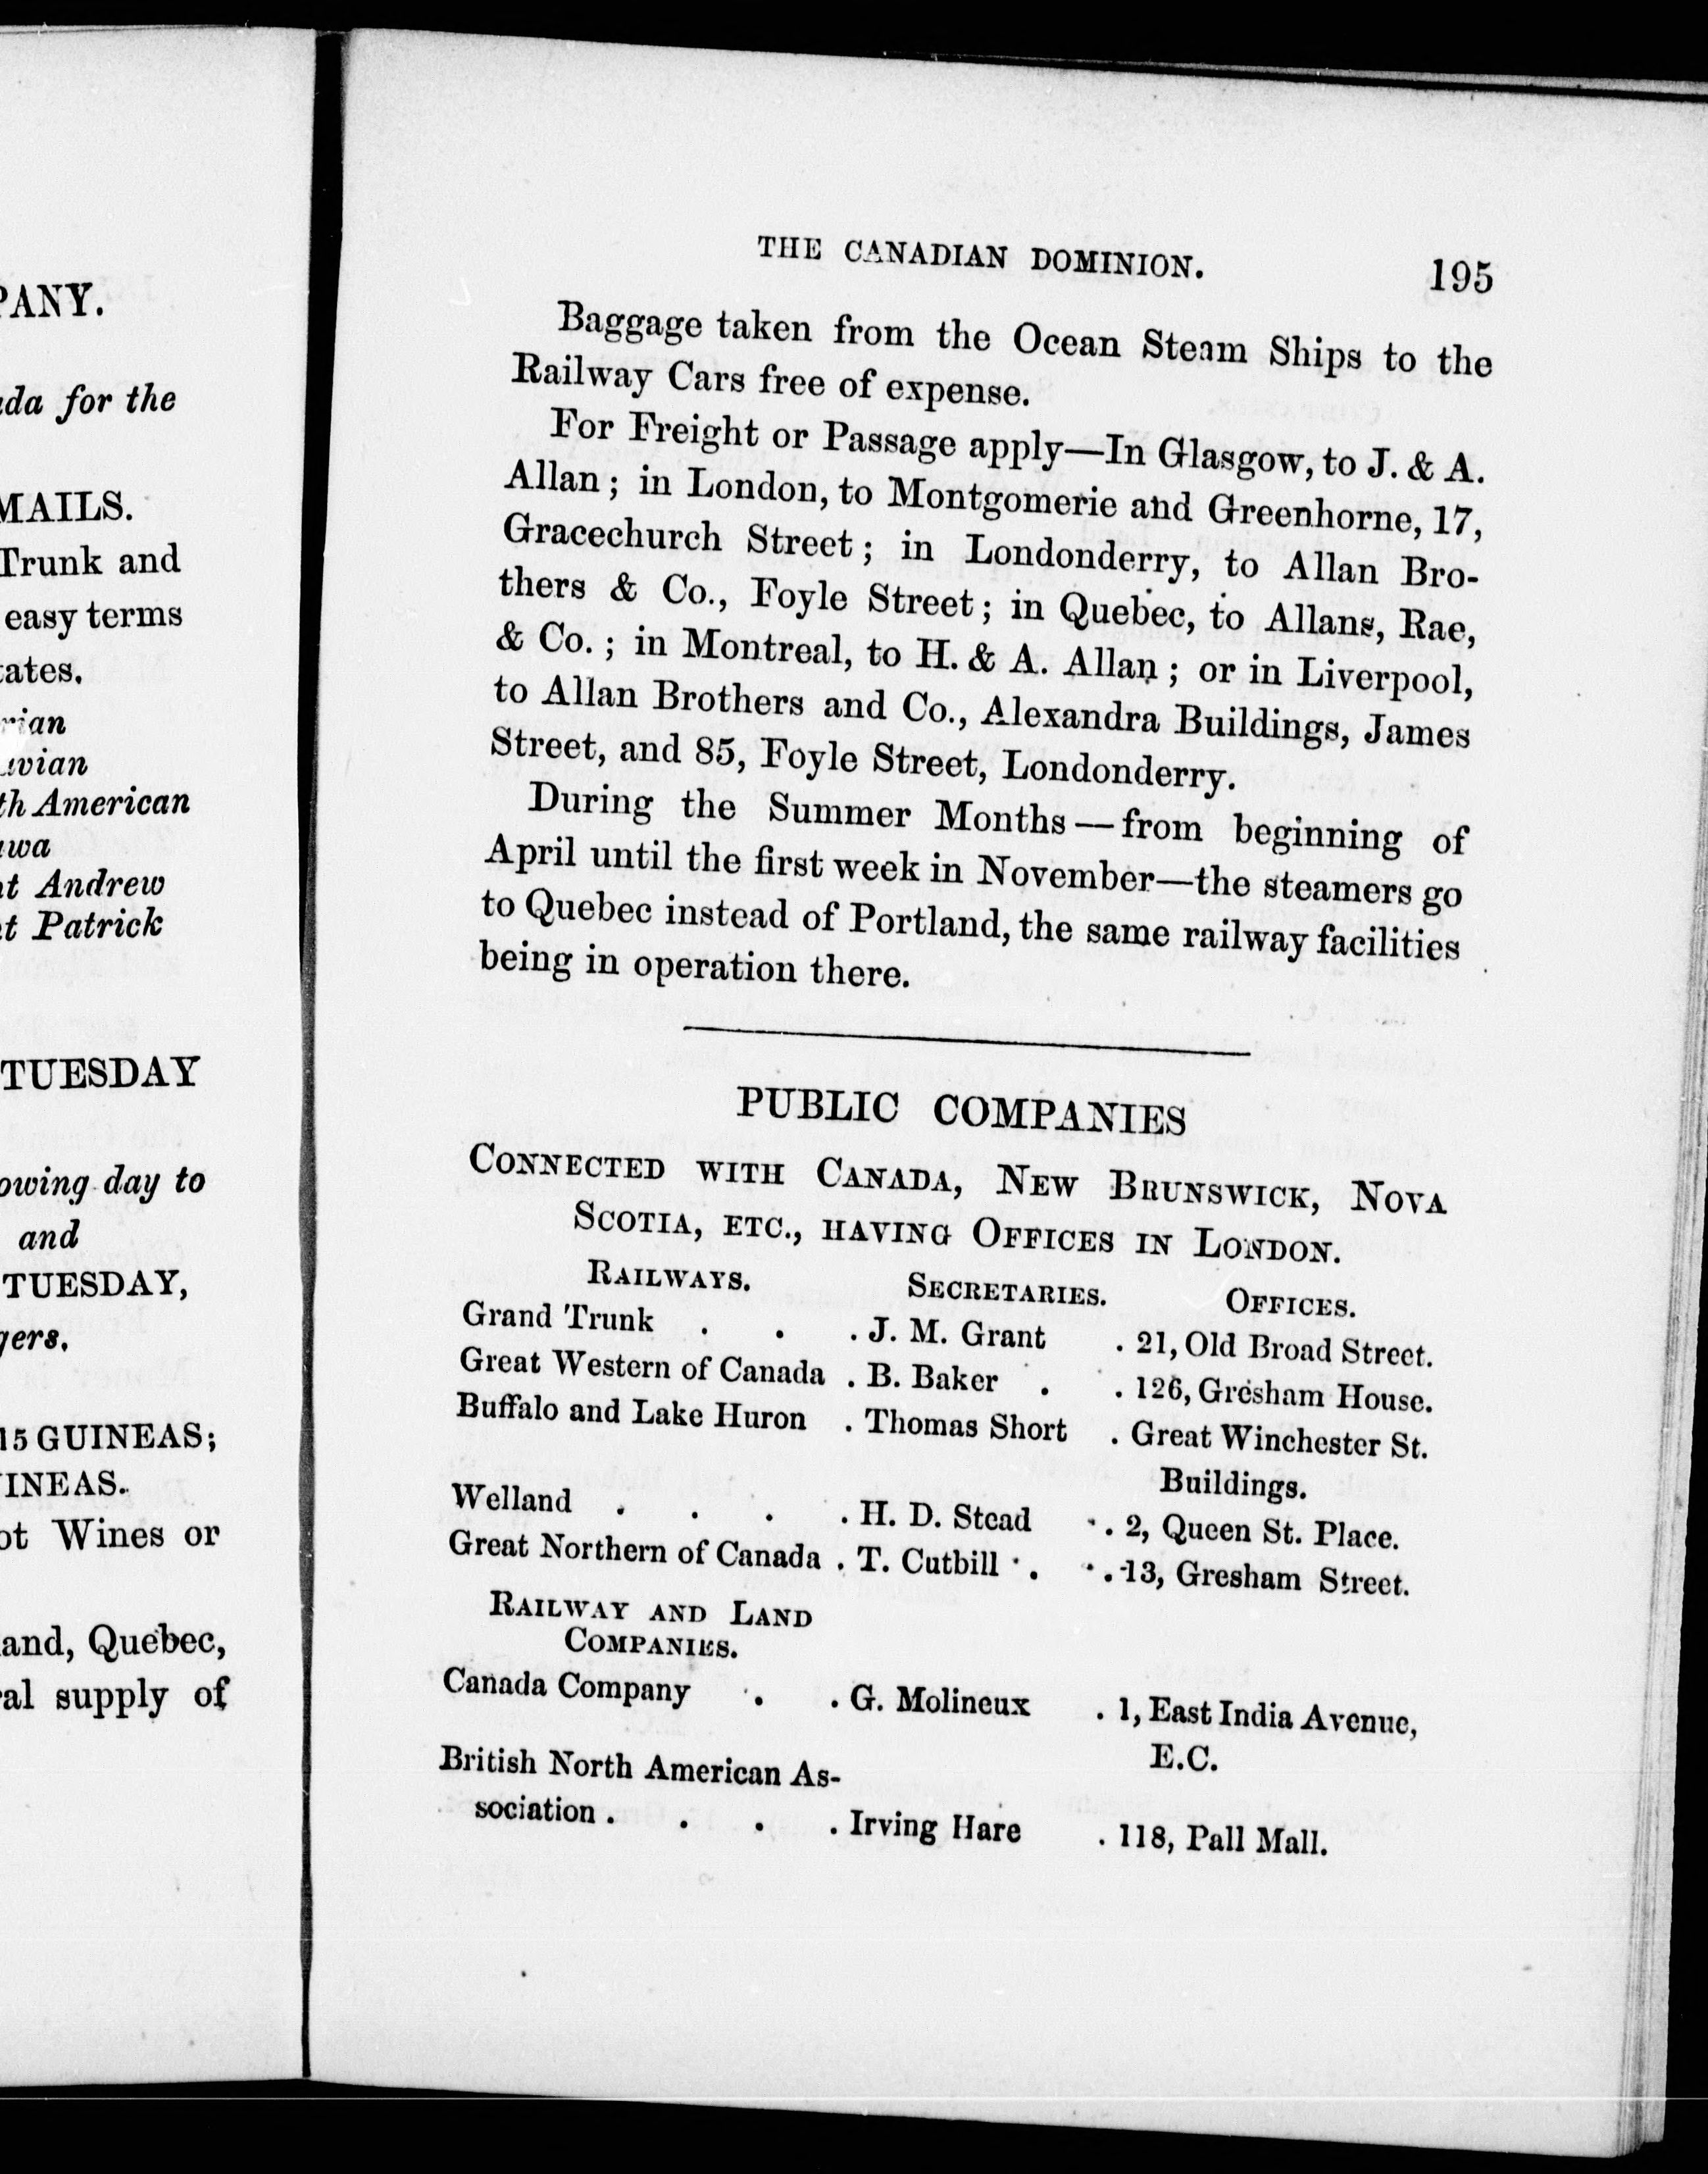 PANY.
da for the
MAILS.
Trunk and
easy terms
tates.
rian
vian
th American
wa
t Andrew
t Patrick
TUESDAY
owing day to
and
TUESDAY,
gers.
15 GUINEAS;
INEAS.
ot Wines or
land, Quebec,
ral supply of
THE CANADIAN DOMINION. 195
Baggage taken from the Ocean Steam Ships to the
Railway Cars free of expense.
For Freight or Passage apply—In Glasgow, to J. & A.
Allan; in London, to Montgomerie and Greenhorne, 17,
Gracechurch Street; in Londonderry, to Allan Bro-
thers & Co., Foyle Street; in Quebec, to Allans, Rae,
& Co.; in Montreal, to H. & A. Allan; or in Liverpool,
to Allan Brothers and Co., Alexandra Buildings, James
Street, and 85, Foyle Street, Londonderry.
During the Summer Months—from beginning of
April until the first week in November—the steamers go
to Quebec instead of Portland, the same railway facilities
being in operation there.
PUBLIC COMPANIES
CONNECTED WITH CANADA, NEW BRUNSWICK, NOVA
SCOTIA, ETC., HAVING OFFICES IN LONDON.
RAILWAYS. SECRETARIES. OFFICES.
Grand Trunk . . . J. M. Grant . 21, Old Broad Street.
Great Western of Canada . B. Baker . . 126, Gresham House.
Buffalo and Lake Huron . Thomas Short . Great Winchester St.
Buildings.
Welland . . . . H. D. Stead . 2, Queen St. Place.
Great Northern of Canada . T. Cutbill . . 13, Gresham Street.
RAILWAY AND LAND
COMPANIES.
Canada Company . . G. Molineux . 1, East India Avenue,
E.C.
British North American As-
sociation . . . . Irving Hare . 118, Pall Mall.